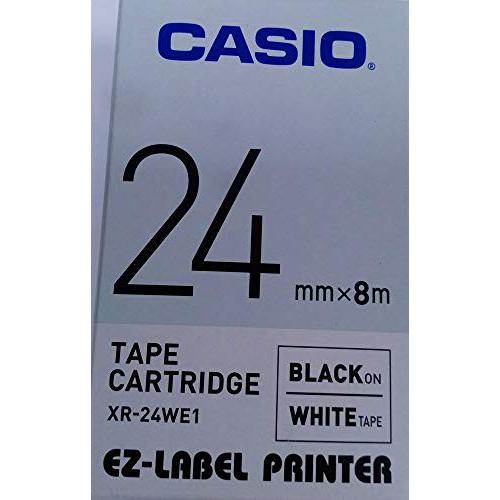 CASIO®
24 mm×8m
TAPE
CARTRIDGE
XR-24WE1
BLACK ON
WHITE TAPE
EZ-LABEL PRINTER